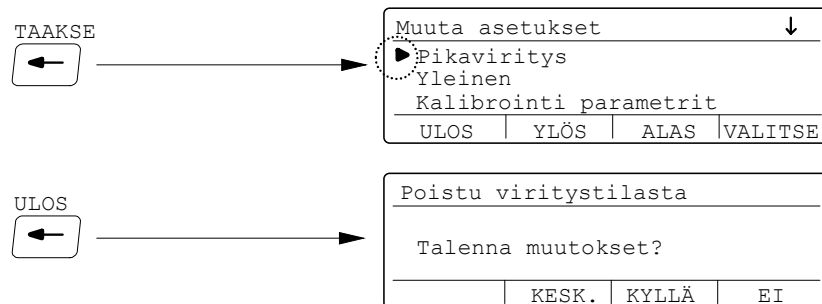 TAAKSE
Muuta asetukset ↓
Pikaviritys
Yleinen
Kalibrointi parametrit
ULOS YLÖS ALAS VALITSE
ULOS
Poistu viritystilasta
Talenna muutokset?
KESK. KYLLÄ EI